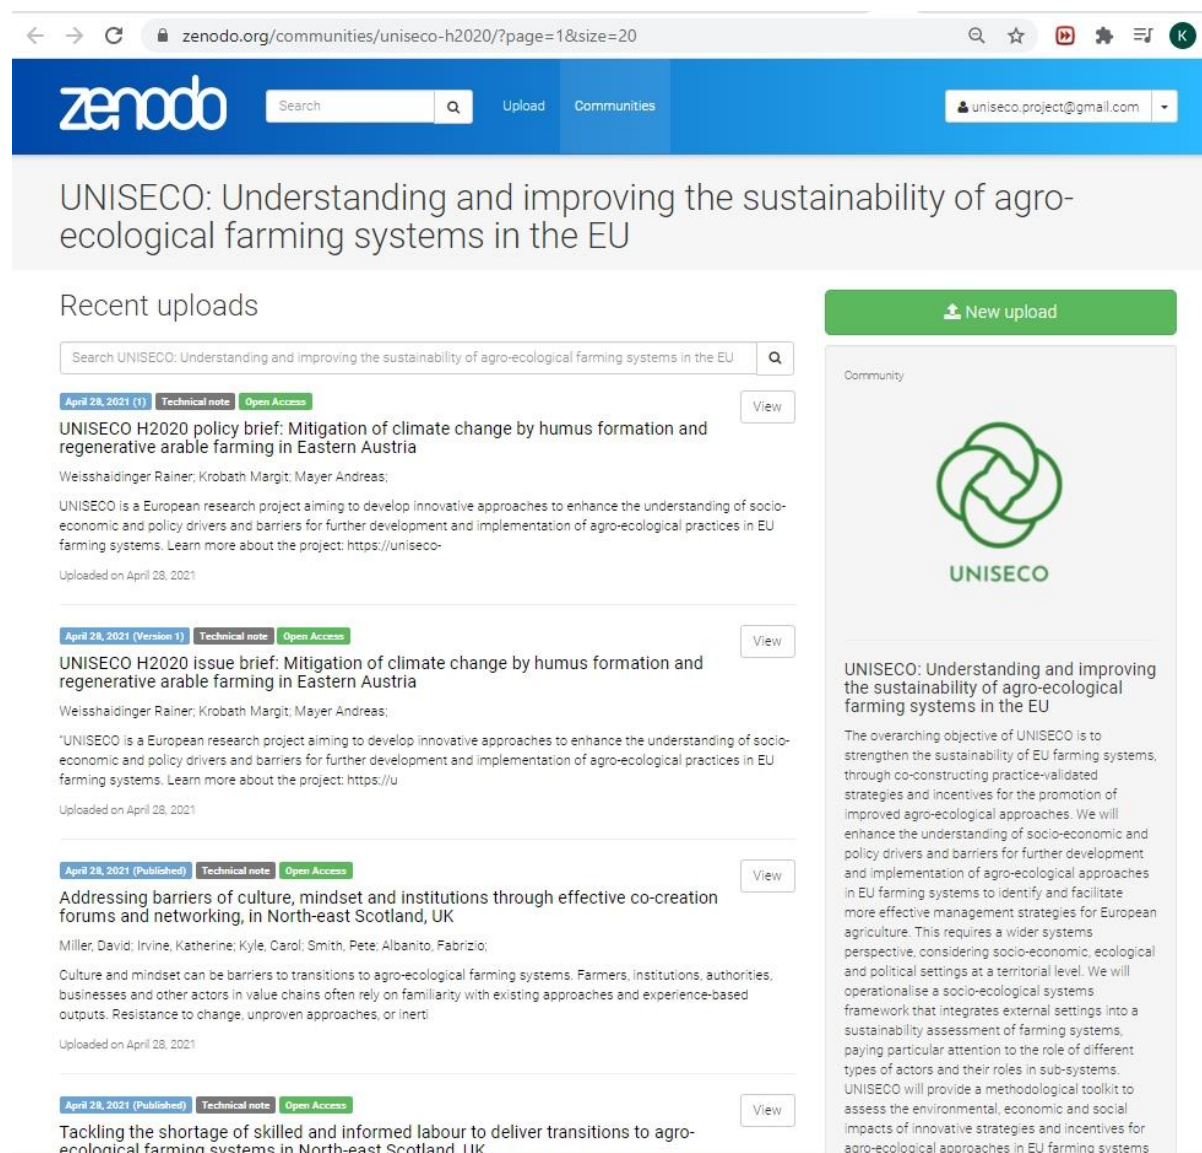 zenodo.org/communities/uniseco-h2020/?page=1&size=20
K
zenodo
Search
Upload
Communities
uniseco.project@gmail.com
UNISECO: Understanding and improving the sustainability of agro-
ecological farming systems in the EU
Recent uploads
Search UNISECO: Understanding and improving the sustainability of agro-ecological farming systems in the EU
April 28, 2021 (1) Technical note Open Access
View
UNISECO H2020 policy brief: Mitigation of climate change by humus formation and
regenerative arable farming in Eastern Austria
Weisshaidinger Rainer; Krobath Margit; Mayer Andreas;
UNISECO is a European research project aiming to develop innovative approaches to enhance the understanding of socio-
economic and policy drivers and barriers for further development and implementation of agro-ecological practices in EU
farming systems. Learn more about the project: https://uniseco-
Uploaded on April 28, 2021
April 28, 2021 (Version 1) Technical note Open Access
View
UNISECO H2020 issue brief: Mitigation of climate change by humus formation and
regenerative arable farming in Eastern Austria
Weisshaidinger Rainer; Krobath Margit; Mayer Andreas;
"UNISECO is a European research project aiming to develop innovative approaches to enhance the understanding of socio-
economic and policy drivers and barriers for further development and implementation of agro-ecological practices in EU
farming systems. Learn more about the project: https://u
Uploaded on April 28, 2021
April 28, 2021 (Published) Technical note Open Access
View
Addressing barriers of culture, mindset and institutions through effective co-creation
forums and networking, in North-east Scotland, UK
Miller, David; Irvine, Katherine; Kyle, Carol; Smith, Pete; Albanito, Fabrizio;
Culture and mindset can be barriers to transitions to agro-ecological farming systems. Farmers, institutions, authorities,
businesses and other actors in value chains often rely on familiarity with existing approaches and experience-based
outputs. Resistance to change, unproven approaches, or inerti
Uploaded on April 28, 2021
April 28, 2021 (Published) Technical note Open Access
View
Tackling the shortage of skilled and informed labour to deliver transitions to agro-
ecological farming systems in North-east Scotland, UK
New upload
Community
UNISECO
UNISECO: Understanding and improving
the sustainability of agro-ecological
farming systems in the EU
The overarching objective of UNISECO is to
strengthen the sustainability of EU farming systems,
through co-constructing practice-validated
strategies and incentives for the promotion of
improved agro-ecological approaches. We will
enhance the understanding of socio-economic and
policy drivers and barriers for further development
and implementation of agro-ecological approaches
in EU farming systems to identify and facilitate
more effective management strategies for European
agriculture. This requires a wider systems
perspective, considering socio-economic, ecological
and political settings at a territorial level. We will
operationalise a socio-ecological systems
framework that integrates external settings into a
sustainability assessment of farming systems,
paying particular attention to the role of different
types of actors and their roles in sub-systems.
UNISECO will provide a methodological toolkit to
assess the environmental, economic and social
impacts of innovative strategies and incentives for
agro-ecological approaches in EU farming systems